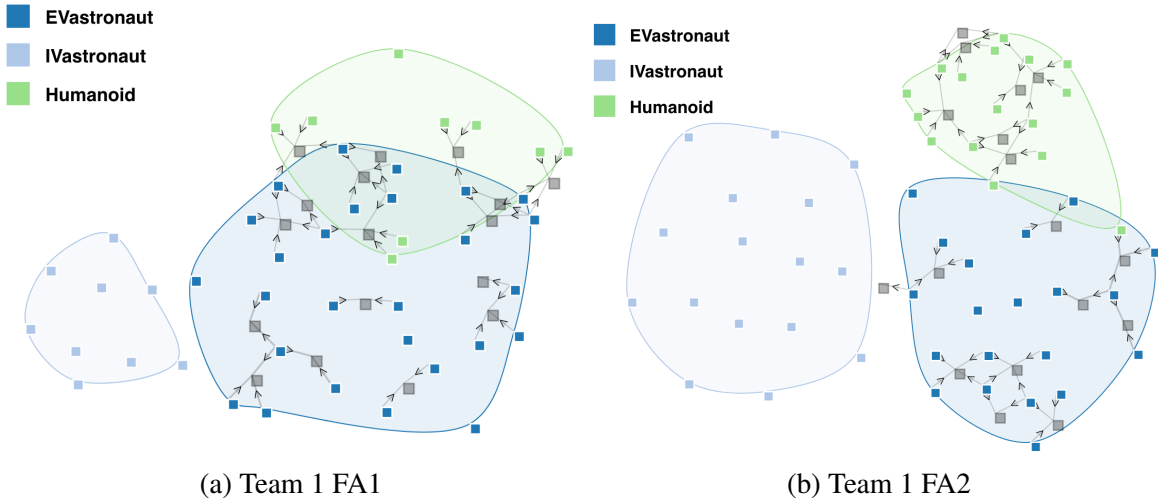 EVastronaut
IVastronaut
Humanoid
EVastronaut
IVastronaut
Humanoid
(a) Team 1 FA1
(b) Team 1 FA2